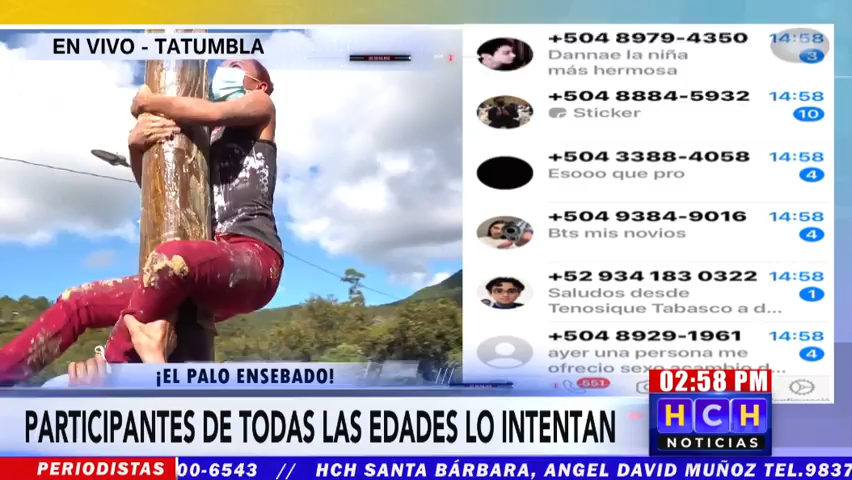 EN VIVO - TATUMBLA
+504 8979-4350 14:58
Dannae la niña
más hermosa
3
+504 8884-5932 14:58
Sticker 10
+504 3388-4058 14:58
Esooo que pro 4
+504 9384-9016 14:58
Bts mis novios 4
+52 934 183 0322 14:58
Saludos desde 1
Tenosique Tabasco a d...
+504 8929-1961 14:58
ayer una persona me 4
ofrecio sexo acambio d...
551
¡EL PALO ENSEBADO!
02:58 PM
PARTICIPANTES DE TODAS LAS EDADES LO INTENTAN
HCH
NOTICIAS
PERIODISTAS 00-6543 // HCH SANTA BÁRBARA, ANGEL DAVID MUÑOZ TEL.9837